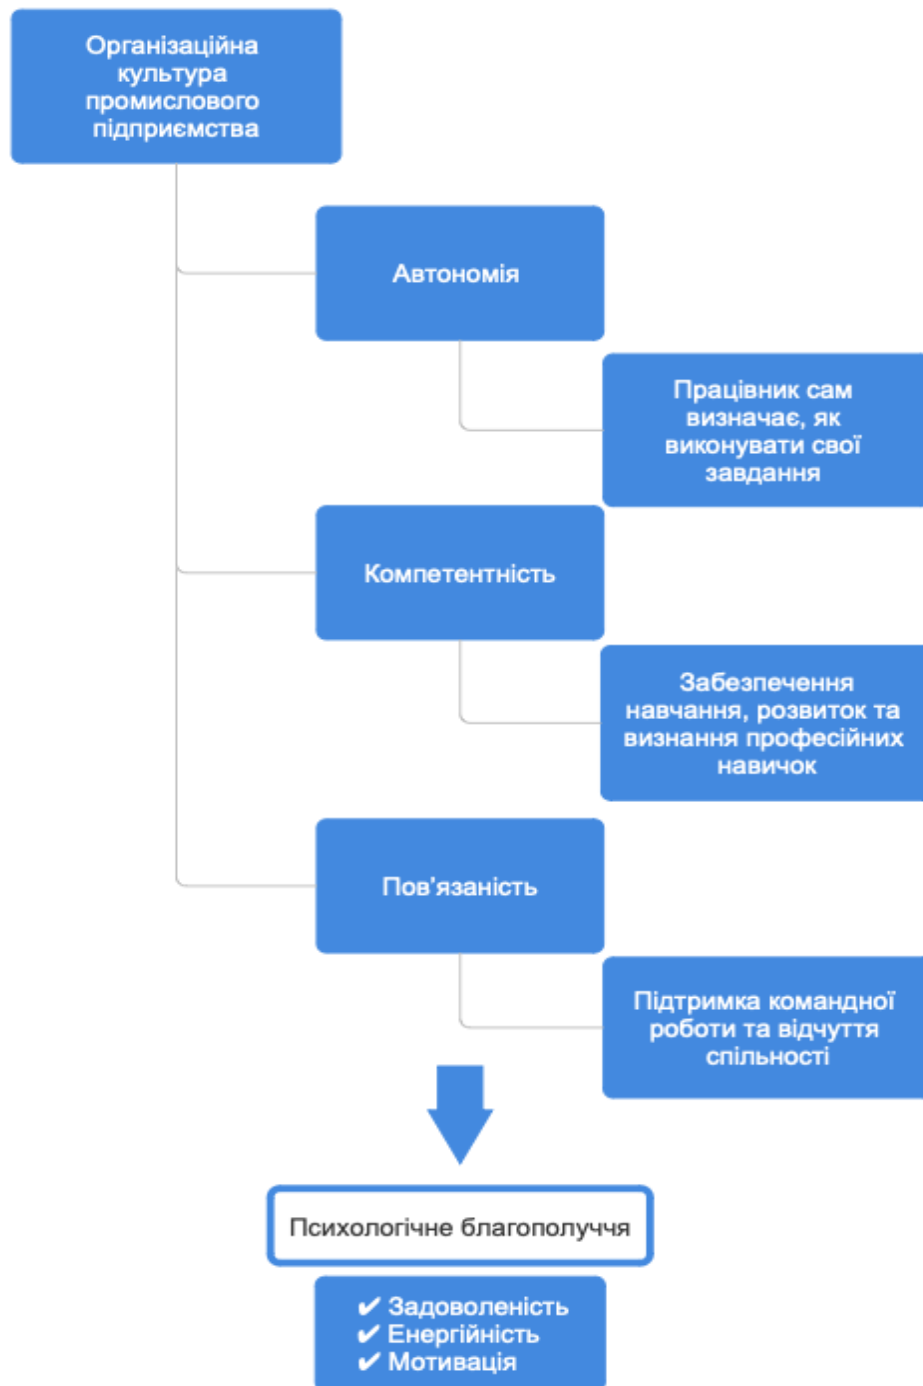 Організаційна
культура
промислового
підприємства
Автономія
Працівник сам
визначає, як
виконувати свої
завдання
Компетентність
Забезпечення
навчання, розвиток та
визнання професійних
навичок
Пов’язаність
Підтримка командної
роботи та відчуття
спільності
Психологічне благополуччя
✔ Задоволеність
✔ Енергійність
✔ Мотивація